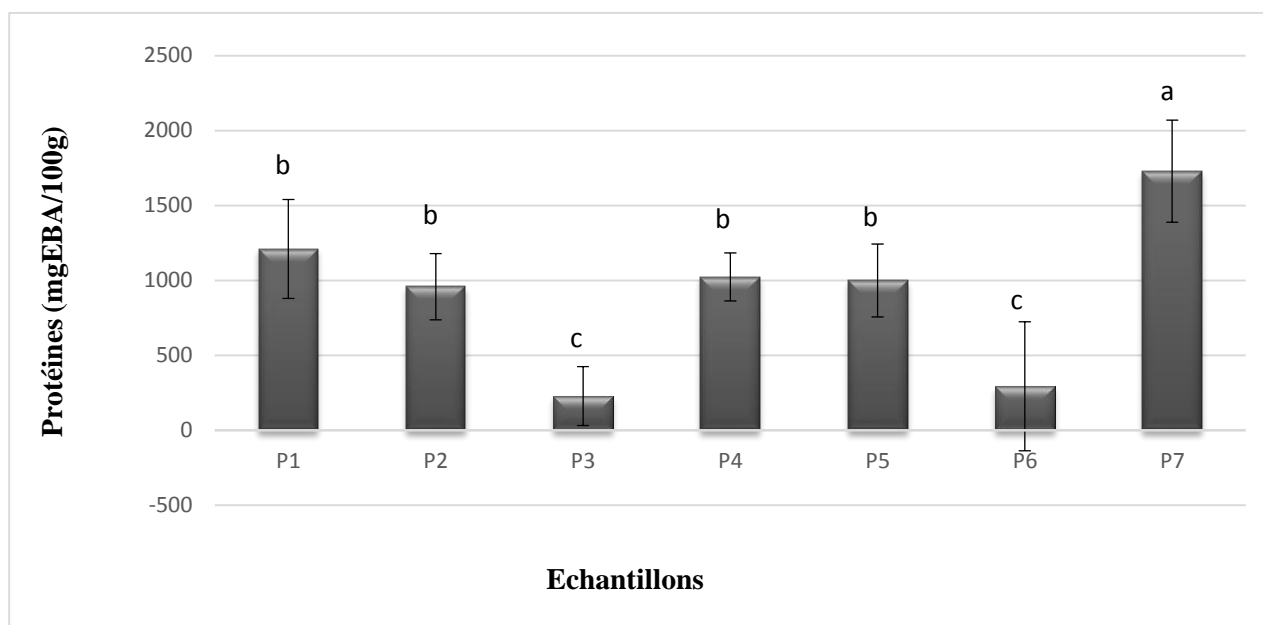 Protéines (mgEBA/100g)
2500
2000
1500
1000
500
0
-500
b
b
c
b
b
c
a
P1
P2
P3
P4
P5
P6
P7
Echantillons